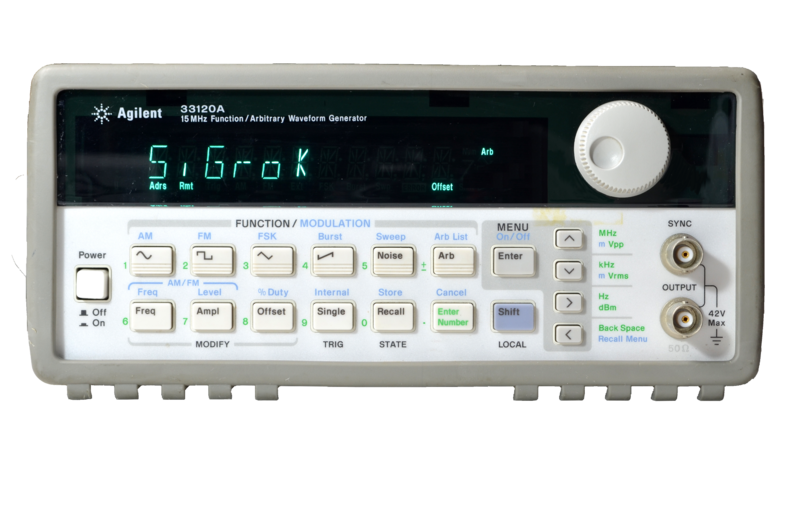 Agilent
33120A
15 MHz Function / Arbitrary Waveform Generator
SiGroK
Arb
Adrs Rmt Offset
FUNCTION / MODULATION
MENU
On/Off
SYNC
AM FM FSK Burst Sweep Arb List
MHz
m Vpp
Power
1 2 3 4 5 Noise ± Arb Enter
kHz
m Vrms
AM/FM
OUTPUT
Freq Level % Duty Internal Store Cancel
Hz
dBm
Off
On
6 Freq 7 Ampl 8 Offset 9 Single 0 Recall . Enter Number Shift
42V
Max
Back Space
Recall Menu
MODIFY TRIG STATE LOCAL
50Ω